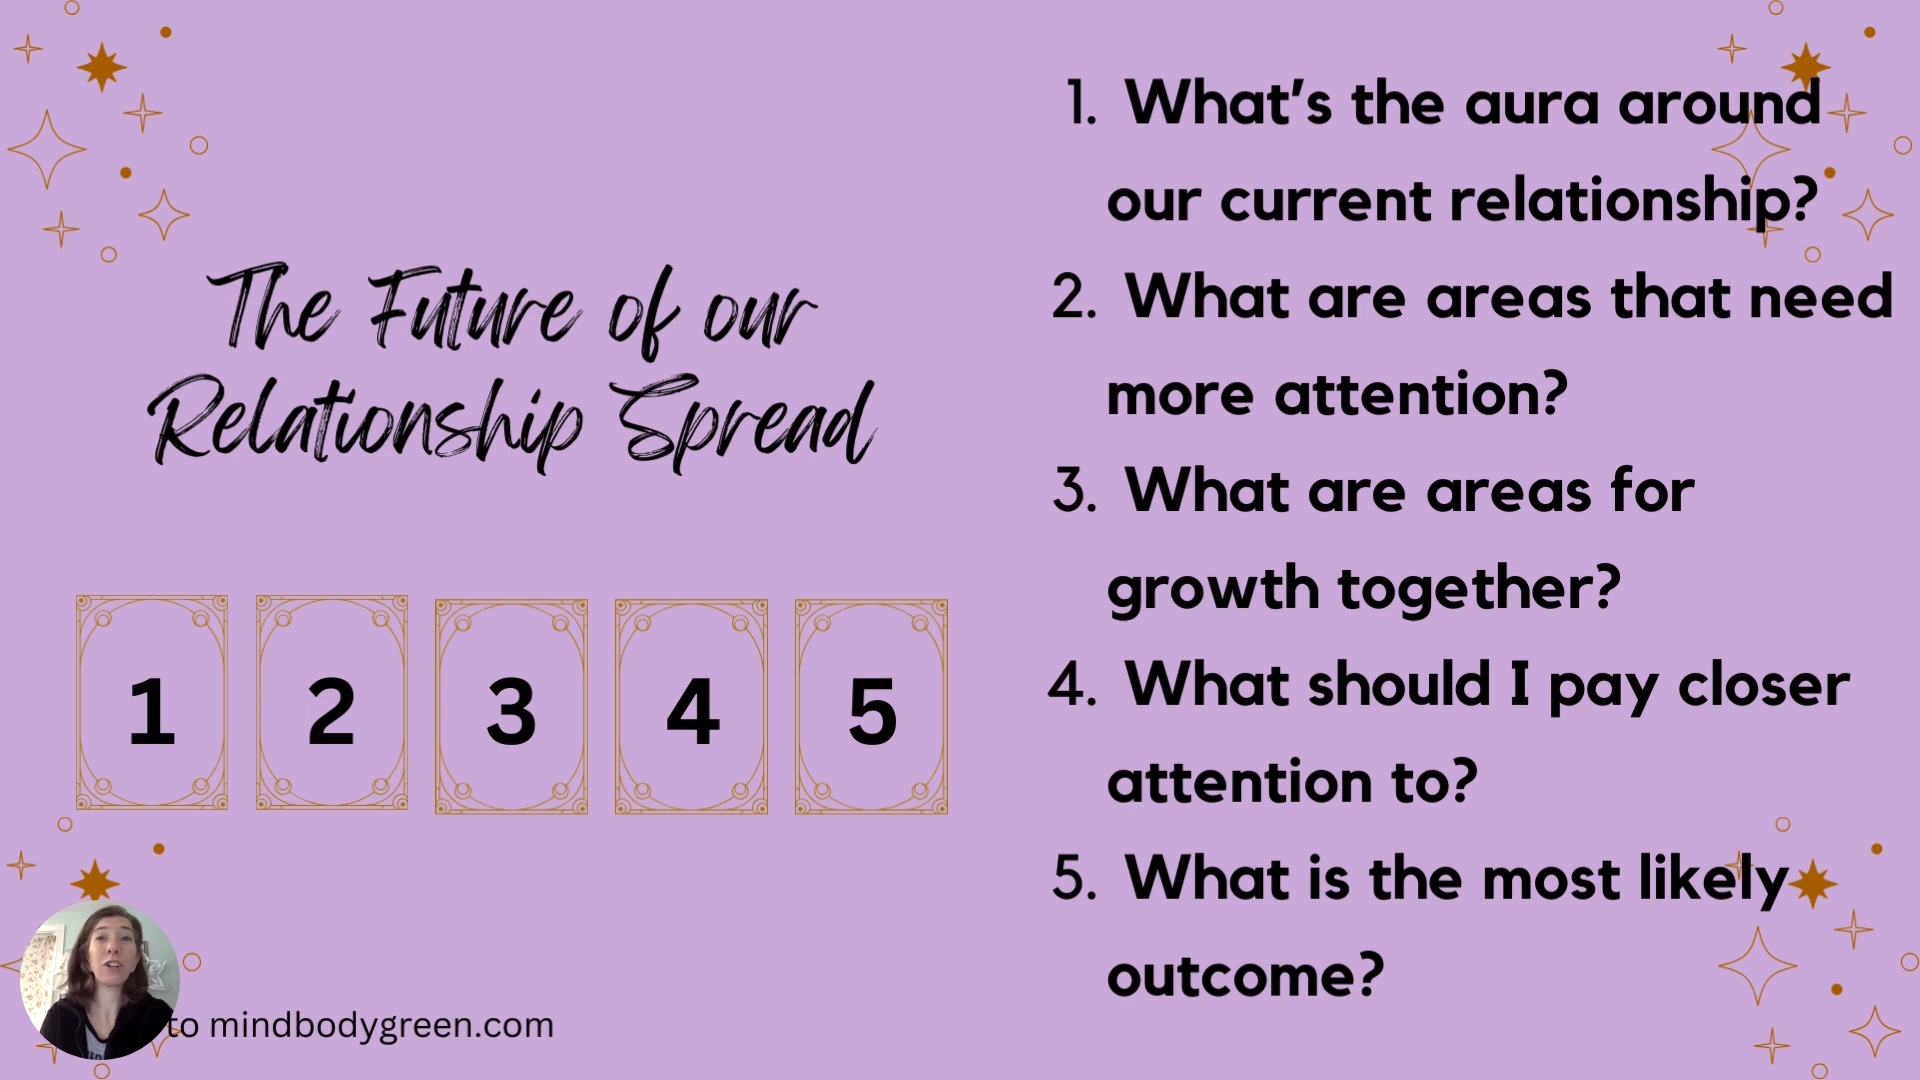 The Future of our
Relationship Spread
1 2 3 4 5
1. What's the aura around
our current relationship?
2. What are areas that need
more attention?
3. What are areas for
growth together?
4. What should I pay closer
attention to?
5. What is the most likely
outcome?
to mindbodygreen.com